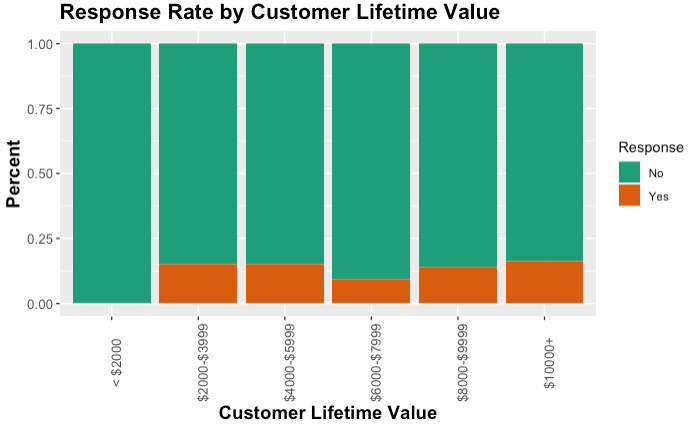 Response Rate by Customer Lifetime Value
1.00
0.75
0.50
0.25
0.00
Percent
< $2000
$2000-$3999
$4000-$5999
$6000-$7999
$8000-$9999
$10000+
Customer Lifetime Value
Response
No
Yes